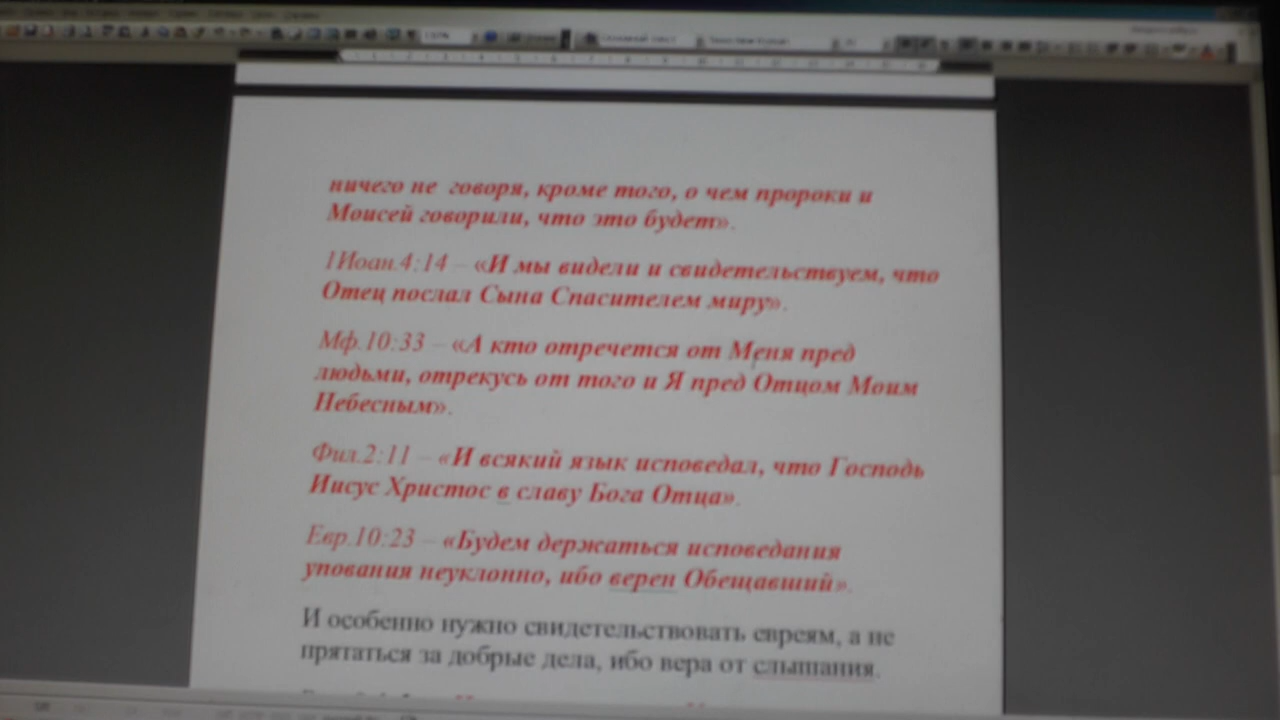 ничего не говоря, кроме того, о чем пророки и
Моисей говорили, что это будет».
1Иоан.4:14 – «И мы видели и свидетельствуем, что
Отец послал Сына Спасителем миру».
Мф.10:33 – «А кто отречется от Меня пред
людьми, отрекусь от того и Я пред Отцом Моим
Небесным».
Фил.2:11 – «И всякий язык исповедал, что Господь
Иисус Христос в славу Бога Отца».
Евр.10:23 – «Будем держаться исповедания
упования неуклонно, ибо верен Обещавший».
И особенно нужно свидетельствовать евреям, а не
прятаться за добрые дела, ибо вера от слышания.